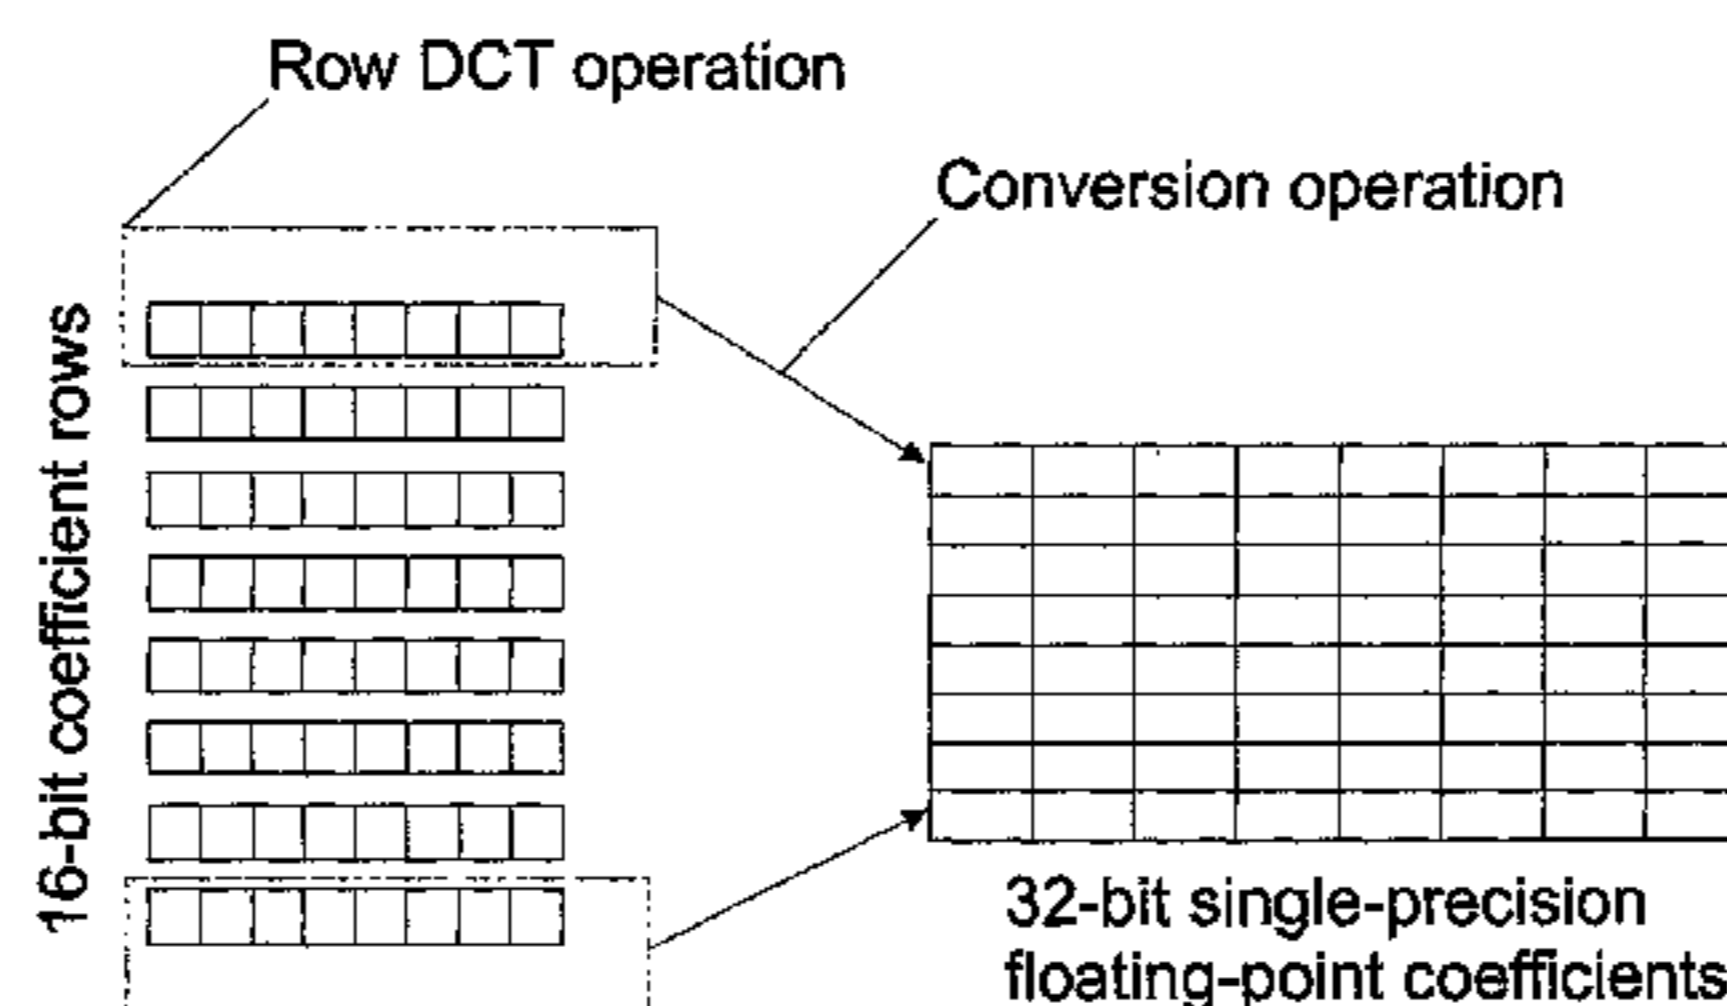 Row DCT operation
Conversion operation
16-bit coefficient rows
32-bit single-precision
floating-point coefficients